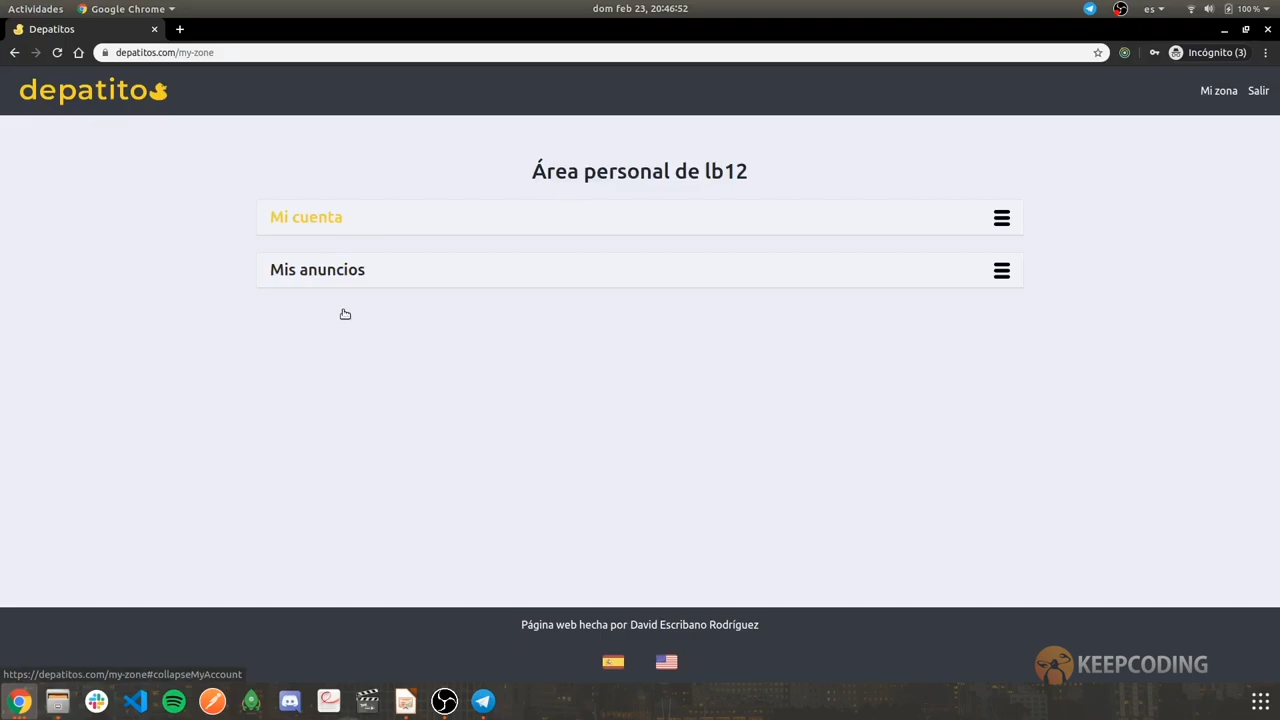 Actividades
Google Chrome
dom feb 23, 20:46:52
es
100 %
Depatitos
depatitos.com/my-zone
Incógnito (3)
depatitos
Mi zona
Salir
Área personal de lb12
Mi cuenta
Mis anuncios
Página web hecha por David Escribano Rodríguez
KEEPCODING
https://depatitos.com/my-zone#collapseMyAccount